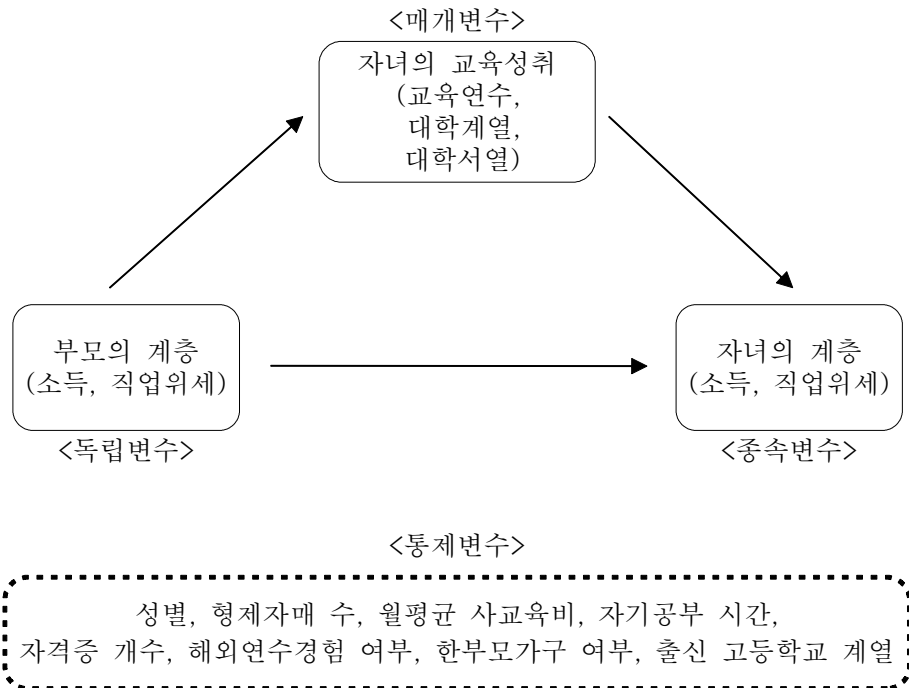 <매개변수>
자녀의 교육성취
(교육연수,
대학계열,
대학서열)
부모의 계층
(소득, 직업위세)
<독립변수>
자녀의 계층
(소득, 직업위세)
<종속변수>
<통제변수>
성별, 형제자매 수, 월평균 사교육비, 자기공부 시간,
자격증 개수, 해외연수경험 여부, 한부모가구 여부, 출신 고등학교 계열